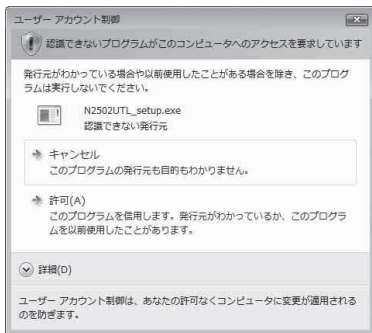 ユーザー アカウント制御
認識できないプログラムがこのコンピュータへのアクセスを要求しています
発行元がわかっている場合や以前使用したことがある場合を除き、このプログ
ラムは実行しないでください。
N2502UTL_setup.exe
認識できない発行元
キャンセル
このプログラムの発行元も目的もわかりません。
許可(A)
このプログラムを信用します。発行元がわかっているか、このプログラ
ムを以前使用したことがあります。
詳細(D)
ユーザー アカウント制御は、あなたの許可なくコンピュータに変更が適用される
のを防ぎます。